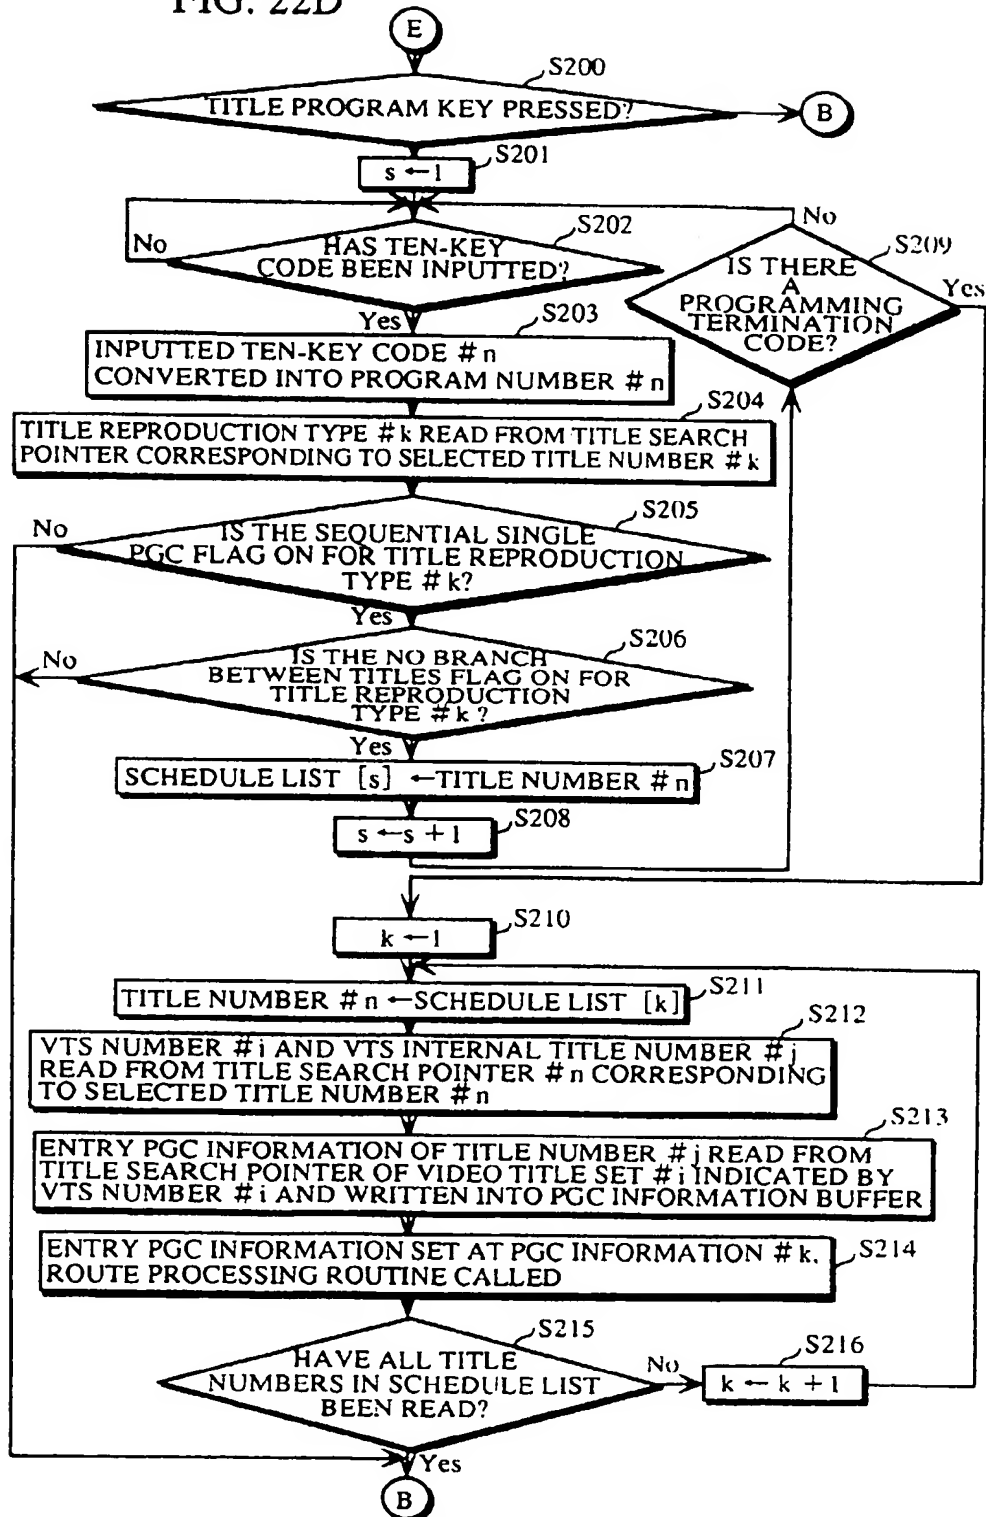 FIG. 22D
E
S200
TITLE PROGRAM KEY PRESSED?
B
S201
s ← 1
S202
No
HAS TEN-KEY
CODE BEEN INPUTTED?
Yes
No
S209
IS THERE
A
PROGRAMMING
TERMINATION
CODE?
Yes
S203
INPUTTED TEN-KEY CODE #n
CONVERTED INTO PROGRAM NUMBER #n
S204
TITLE REPRODUCTION TYPE #k READ FROM TITLE SEARCH
POINTER CORRESPONDING TO SELECTED TITLE NUMBER #k
S205
No
IS THE SEQUENTIAL SINGLE
PGC FLAG ON FOR TITLE REPRODUCTION
TYPE #k?
Yes
S206
No
IS THE NO BRANCH
BETWEEN TITLES FLAG ON FOR
TITLE REPRODUCTION
TYPE #k?
Yes
S207
SCHEDULE LIST [s] ←TITLE NUMBER #n
S208
s ←s + 1
S210
k ←1
S211
TITLE NUMBER #n ←SCHEDULE LIST [k]
S212
VTS NUMBER #i AND VTS INTERNAL TITLE NUMBER #j
READ FROM TITLE SEARCH POINTER #n CORRESPONDING
TO SELECTED TITLE NUMBER #n
S213
ENTRY PGC INFORMATION OF TITLE NUMBER #j READ FROM
TITLE SEARCH POINTER OF VIDEO TITLE SET #i INDICATED BY
VTS NUMBER #i AND WRITTEN INTO PGC INFORMATION BUFFER
S214
ENTRY PGC INFORMATION SET AT PGC INFORMATION #k.
ROUTE PROCESSING ROUTINE CALLED
S215
HAVE ALL TITLE
NUMBERS IN SCHEDULE LIST
BEEN READ?
No
S216
k ← k + 1
Yes
B